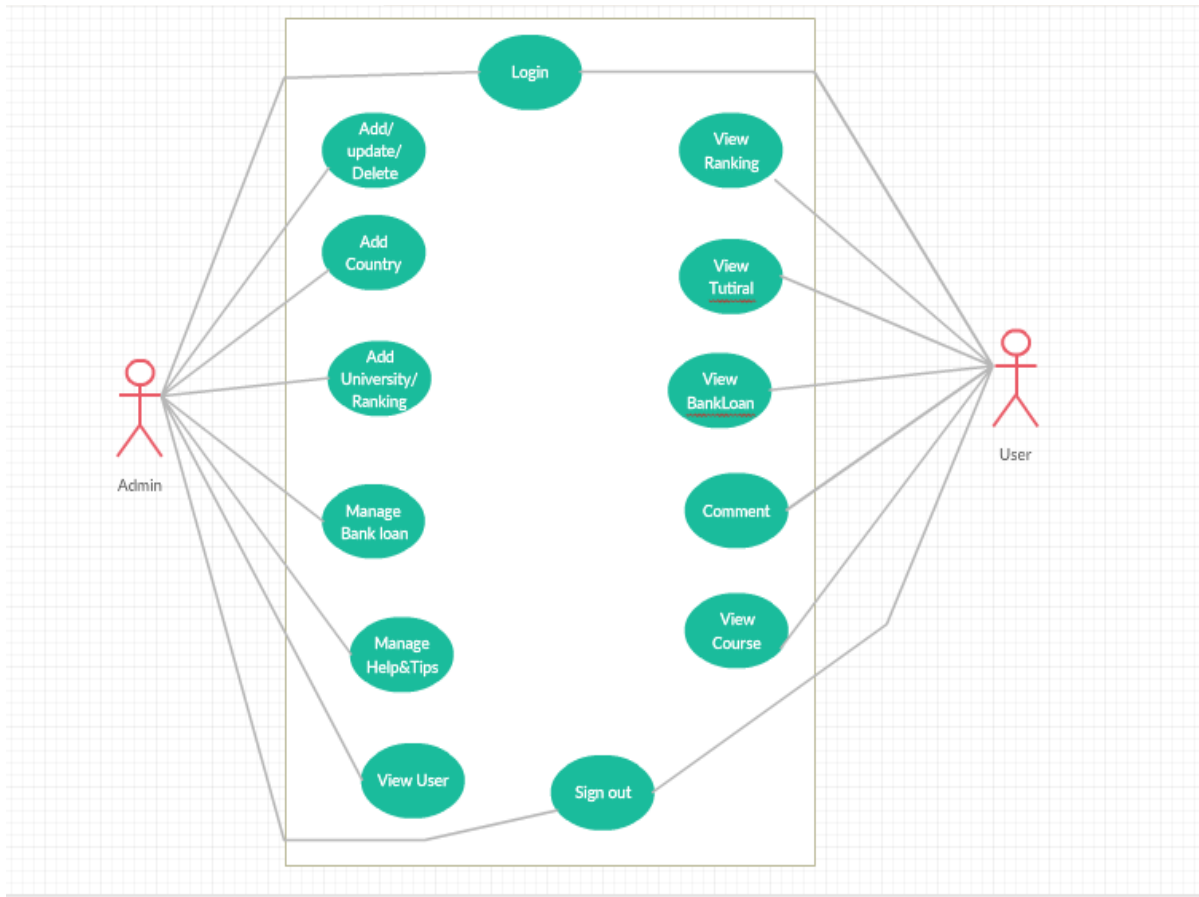 Login
Add/
update/
Delete
View
Ranking
Add
Country
View
Tutiral
Add
University/
Ranking
View
BankLoan
Admin
User
Manage
Bank loan
Comment
Manage
Help&Tips
View
Course
View User
Sign out